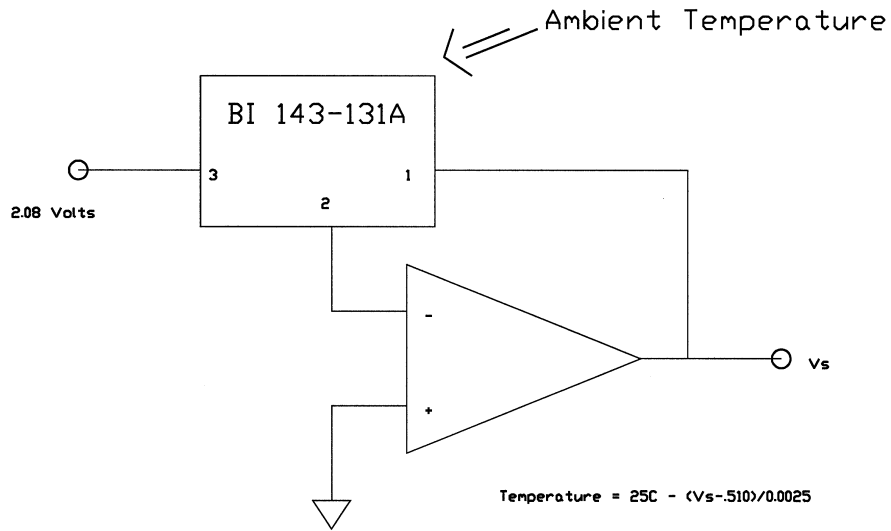 Ambient Temperature
BI 143-131A
3
1
2
2.08 Volts
-
+
Vs
Temperature = 25C - (Vs-.510)/0.0025